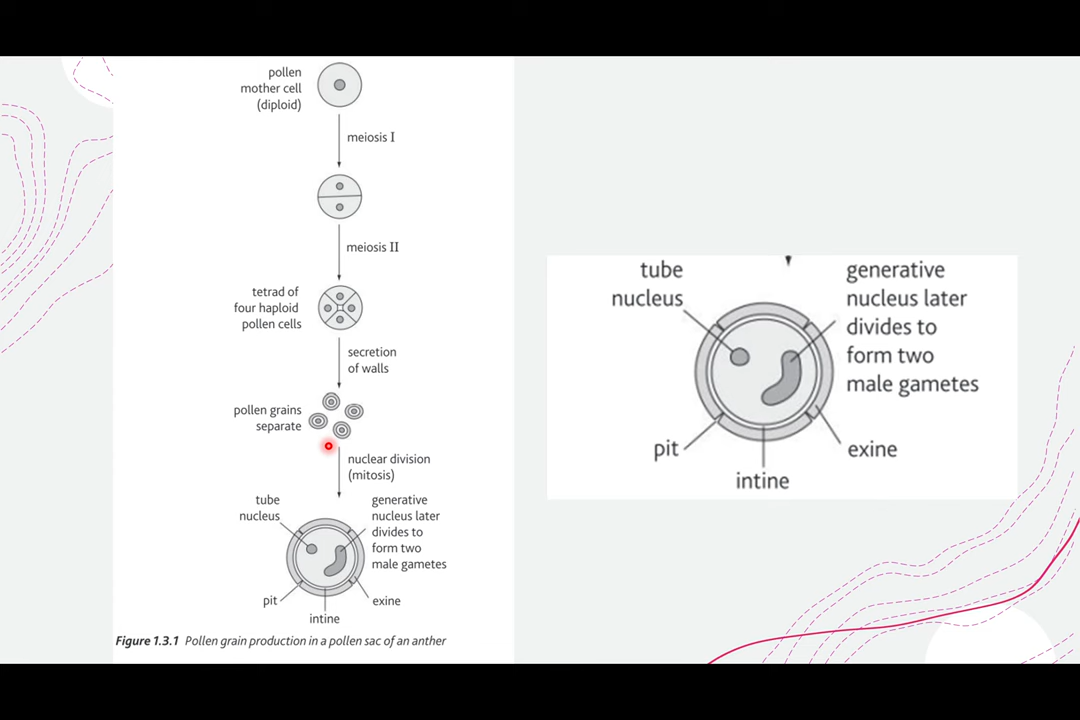 pollen
mother cell
(diploid)
meiosis I
meiosis II
tetrad of
four haploid
pollen cells
secretion
of walls
pollen grains
separate
nuclear division
(mitosis)
tube
nucleus
generative
nucleus later
divides to
form two
male gametes
pit
exine
intine
Figure 1.3.1 Pollen grain production in a pollen sac of an anther
tube
nucleus
generative
nucleus later
divides to
form two
male gametes
pit
exine
intine